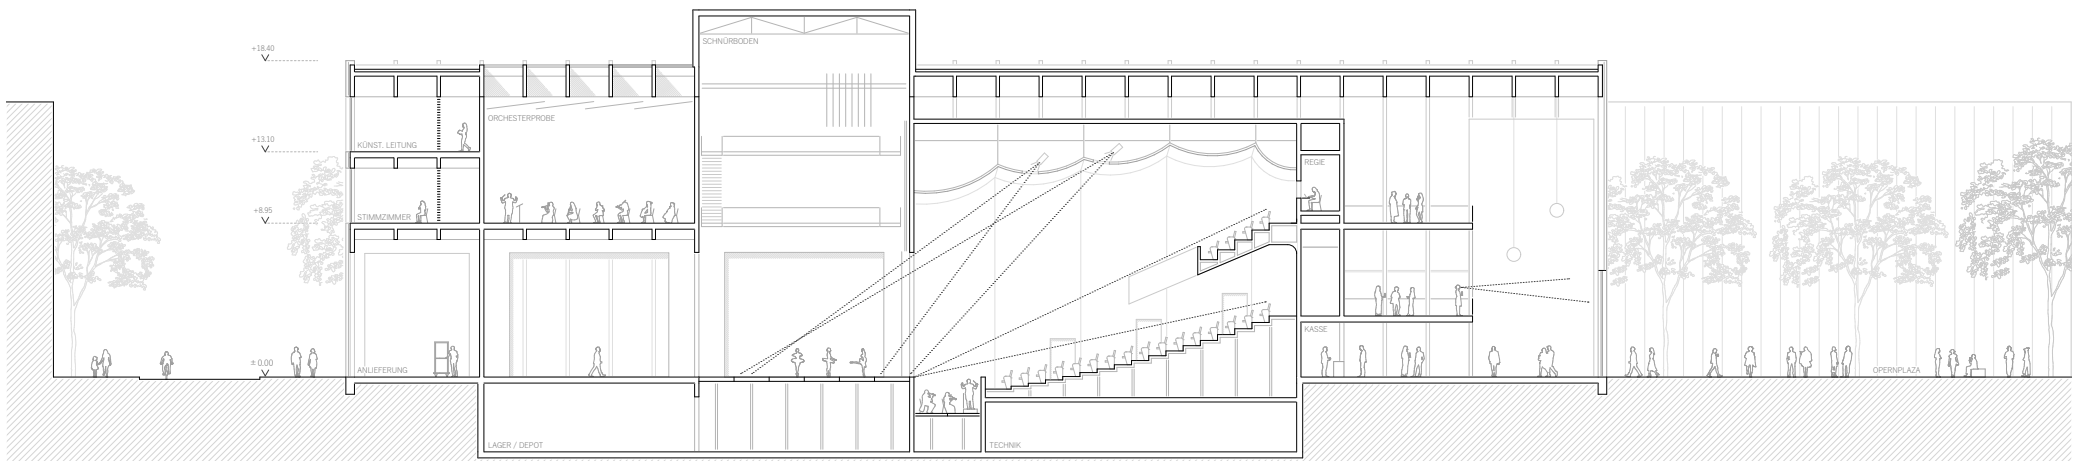 SCHNÜRBODEN
+18.40
ORCHESTERPROBE
+13.10
KÜNST. LEITUNG
REGIE
+8.95
STIMMZIMMER
KASSE
± 0.00
ANLIEFERUNG
OPERNPLAZA
LAGER / DEPOT
TECHNIK